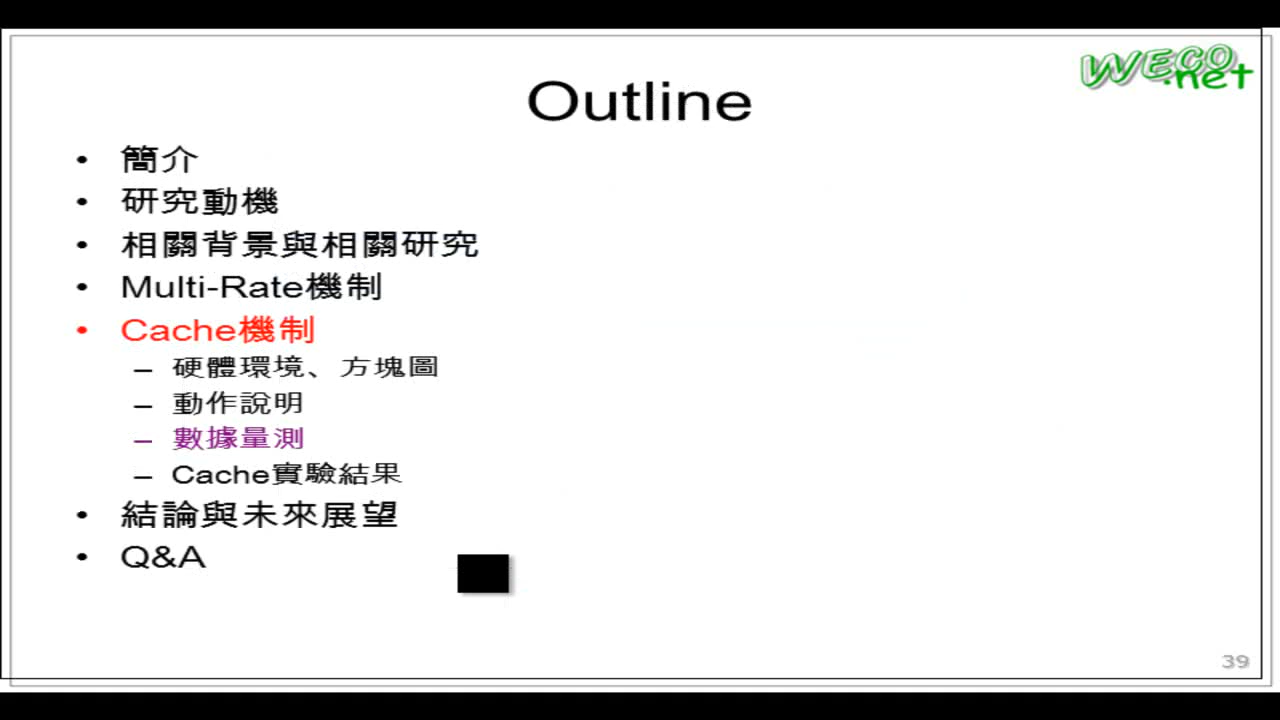 WECO
.net
Outline
• 簡介
• 研究動機
• 相關背景與相關研究
• Multi-Rate機制
• Cache機制
– 硬體環境、方塊圖
– 動作說明
– 數據量測
– Cache實驗結果
• 結論與未來展望
• Q&A
39